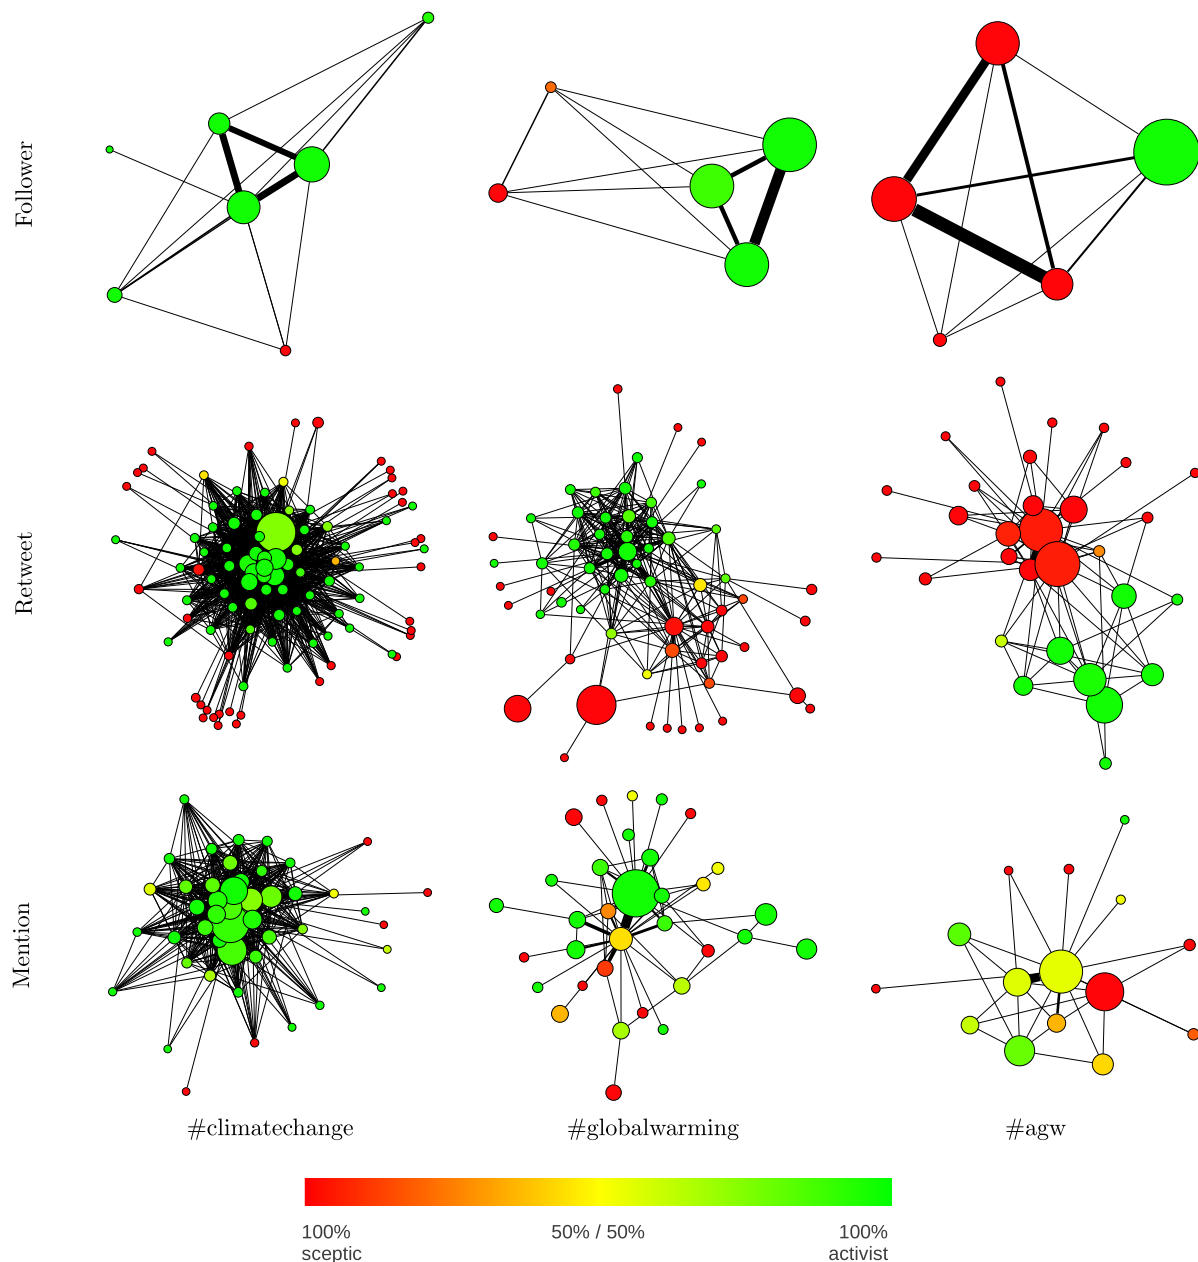 Follower
Retweet
Mention
#climatechange
#globalwarming
#agw
100%
sceptic
50% / 50%
100%
activist